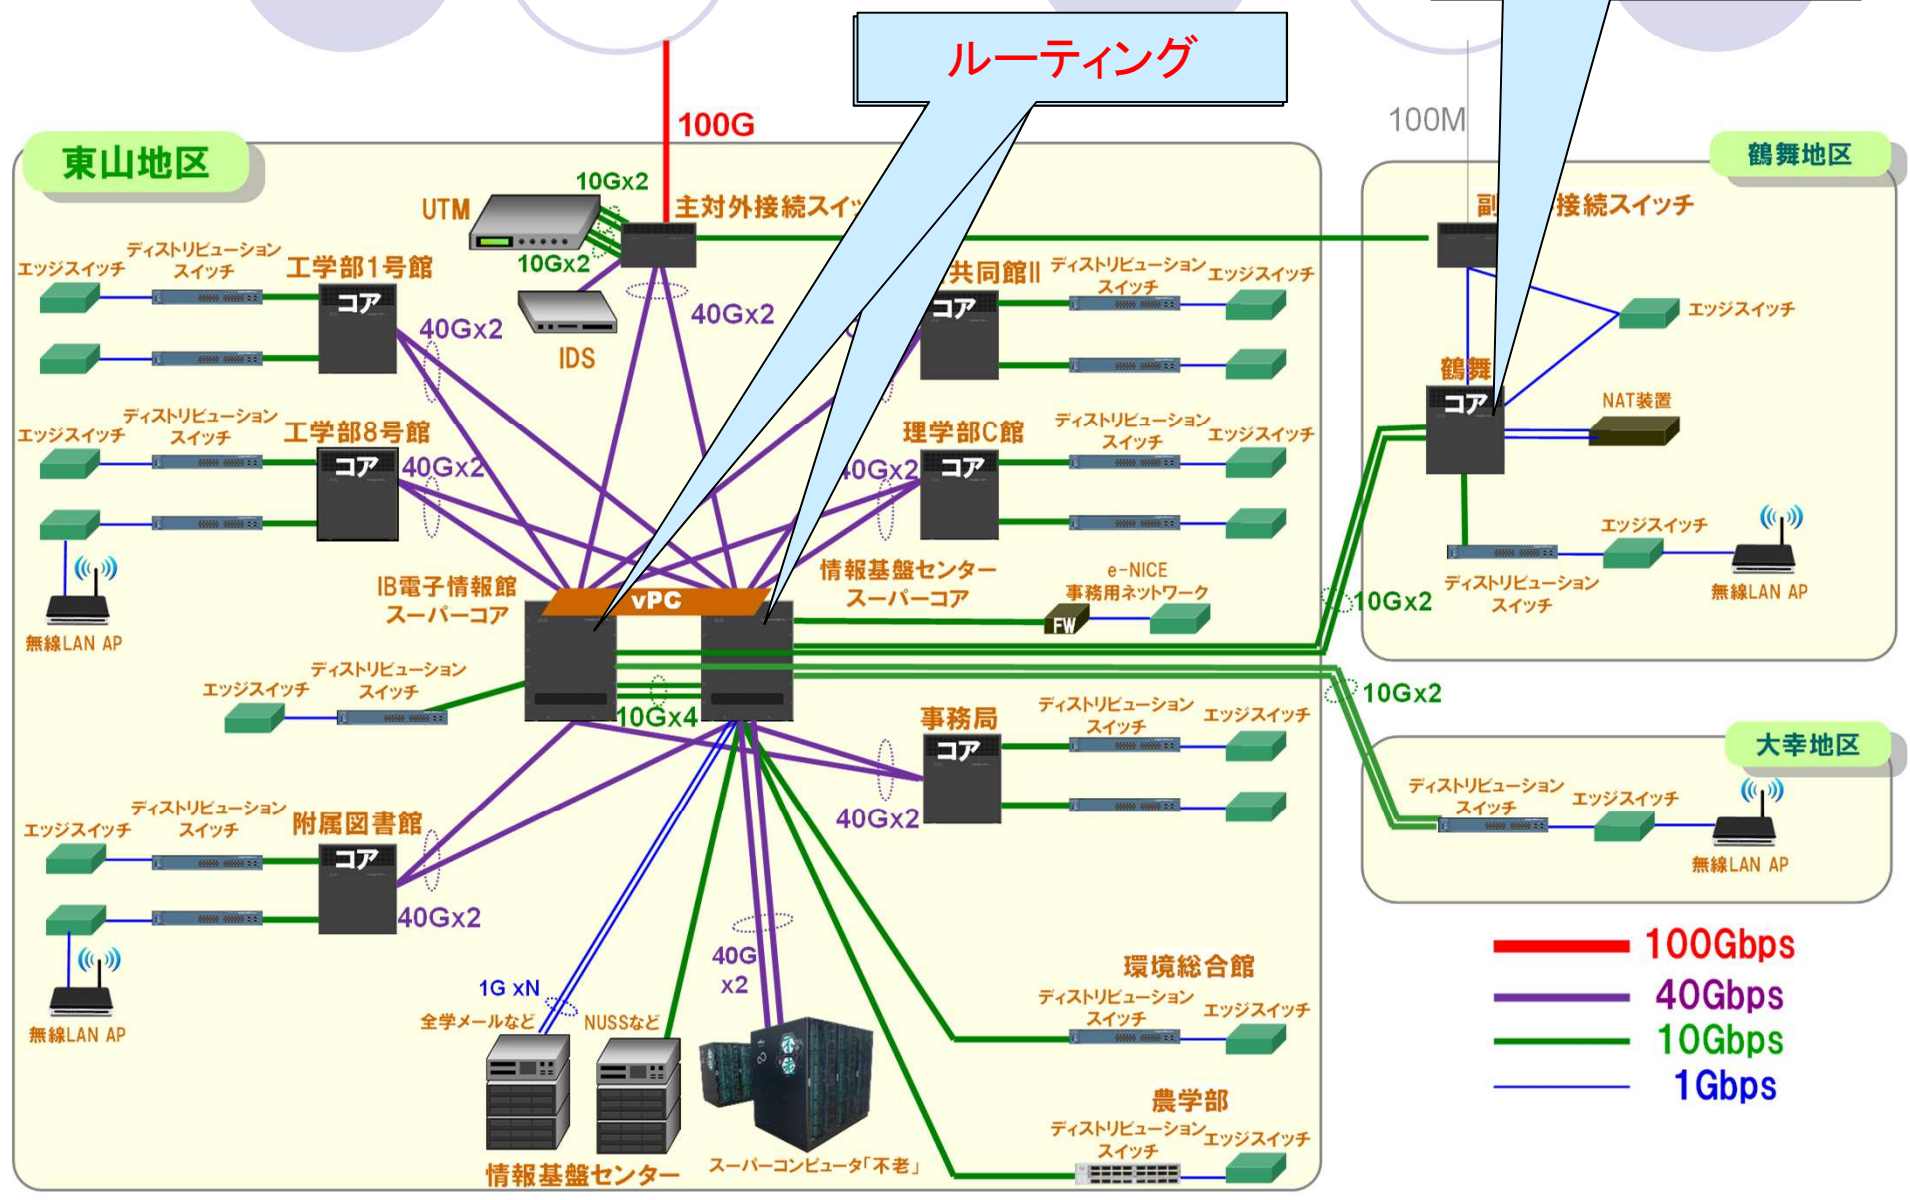 ルーティング
100G
100M
東山地区
鶴舞地区
10Gx2
UTM
主対外接続スイッ
接続スイッチ
10Gx2
IDS
40Gx2
ディストリビューション
スイッチ
エッジスイッチ
工学部1号館
コア
40Gx2
共同館II
コア
ディストリビューション
スイッチ
エッジスイッチ
エッジスイッチ
鶴舞
コア
NAT装置
ディストリビューション
スイッチ
エッジスイッチ
工学部8号館
コア
40Gx2
理学部C館
コア
40Gx2
ディストリビューション
スイッチ
エッジスイッチ
無線LAN AP
エッジスイッチ
ディストリビューション
スイッチ
無線LAN AP
IB電子情報館
スーパーコア
vPC
情報基盤センター
スーパーコア
e-NICE
事務用ネットワーク
FW
10Gx2
ディストリビューション
スイッチ
エッジスイッチ
10Gx4
10Gx2
事務局
コア
40Gx2
ディストリビューション
スイッチ
エッジスイッチ
大幸地区
ディストリビューション
スイッチ
エッジスイッチ
無線LAN AP
ディストリビューション
スイッチ
エッジスイッチ
附属図書館
コア
40Gx2
無線LAN AP
1G xN
40G
x2
全学メールなど
NUSSなど
情報基盤センター
スーパーコンピュータ「不老」
環境総合館
ディストリビューション
スイッチ
エッジスイッチ
農学部
ディストリビューション
スイッチ
エッジスイッチ
100Gbps
40Gbps
10Gbps
1Gbps